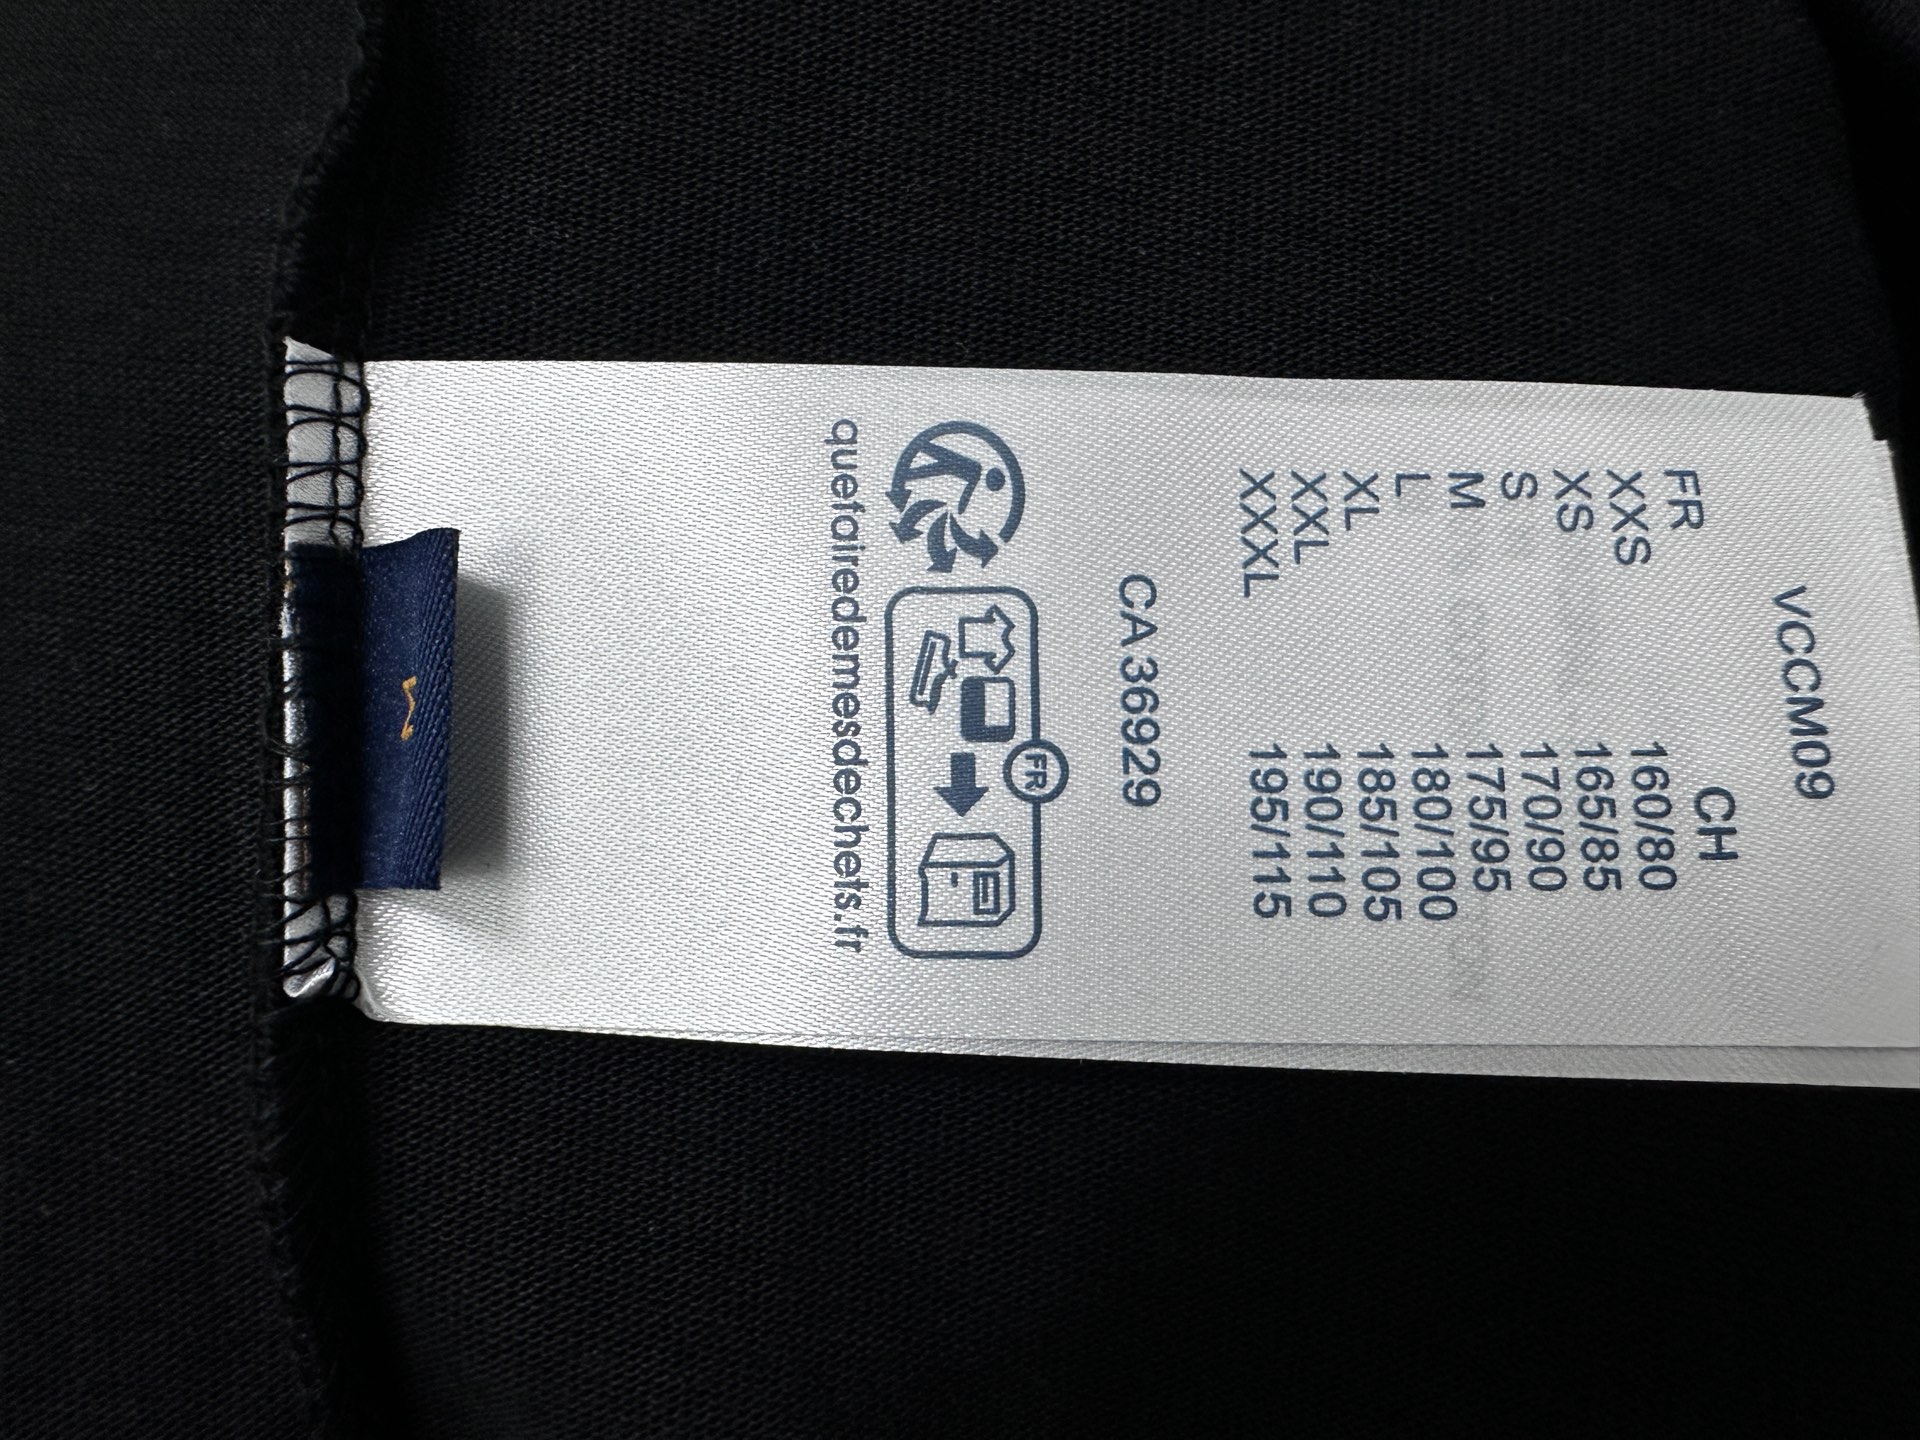 VCCM09
FR CH
XXS 160/80
XS 165/85
S 170/90
M 175/95
L 180/100
XL 185/105
XXL 190/110
XXXL 195/115
CA 36929
FR
quefairedemesdechets.fr